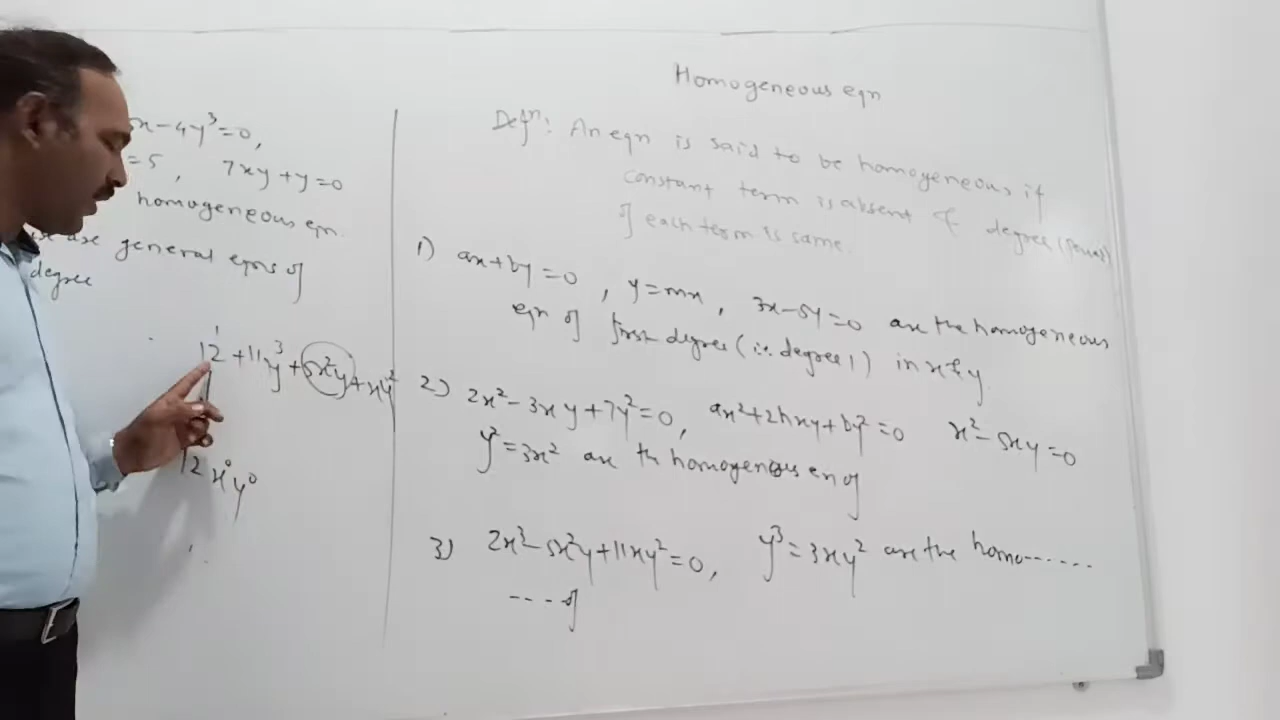 x - 4y³ = 0,
= 5, 7xy + y = 0
homogeneous eqn.
are general eqns of
degree
12 + 11y³ + 5x²y + xy²
12 x⁰y⁰
Homogeneous eqn
Defⁿ: An eqn is said to be homogeneous if
constant term is absent & degree (power)
of each term is same.
1) ax + by = 0, y = mx, 3x - 5y = 0 are the homogeneous
eqn of first degree (i.e. degree 1) in x & y.
2) 2x² - 3xy + 7y² = 0, ax² + 2hxy + by² = 0 x² - 5xy = 0
y² = 3x² are th homogenous en of
3) 2x³ - 5x²y + 11xy² = 0, y³ = 3xy² are the homo------
----of